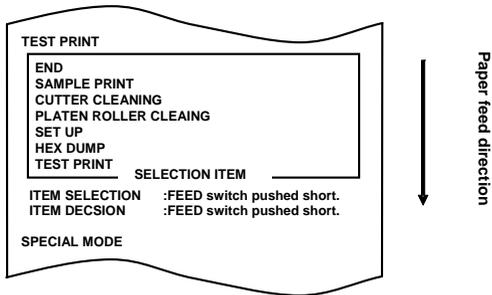 TEST PRINT
END
SAMPLE PRINT
CUTTER CLEANING
PLATEN ROLLER CLEAING
SET UP
HEX DUMP
TEST PRINT
SELECTION ITEM
ITEM SELECTION :FEED switch pushed short.
ITEM DECSION :FEED switch pushed short.
SPECIAL MODE
Paper feed direction